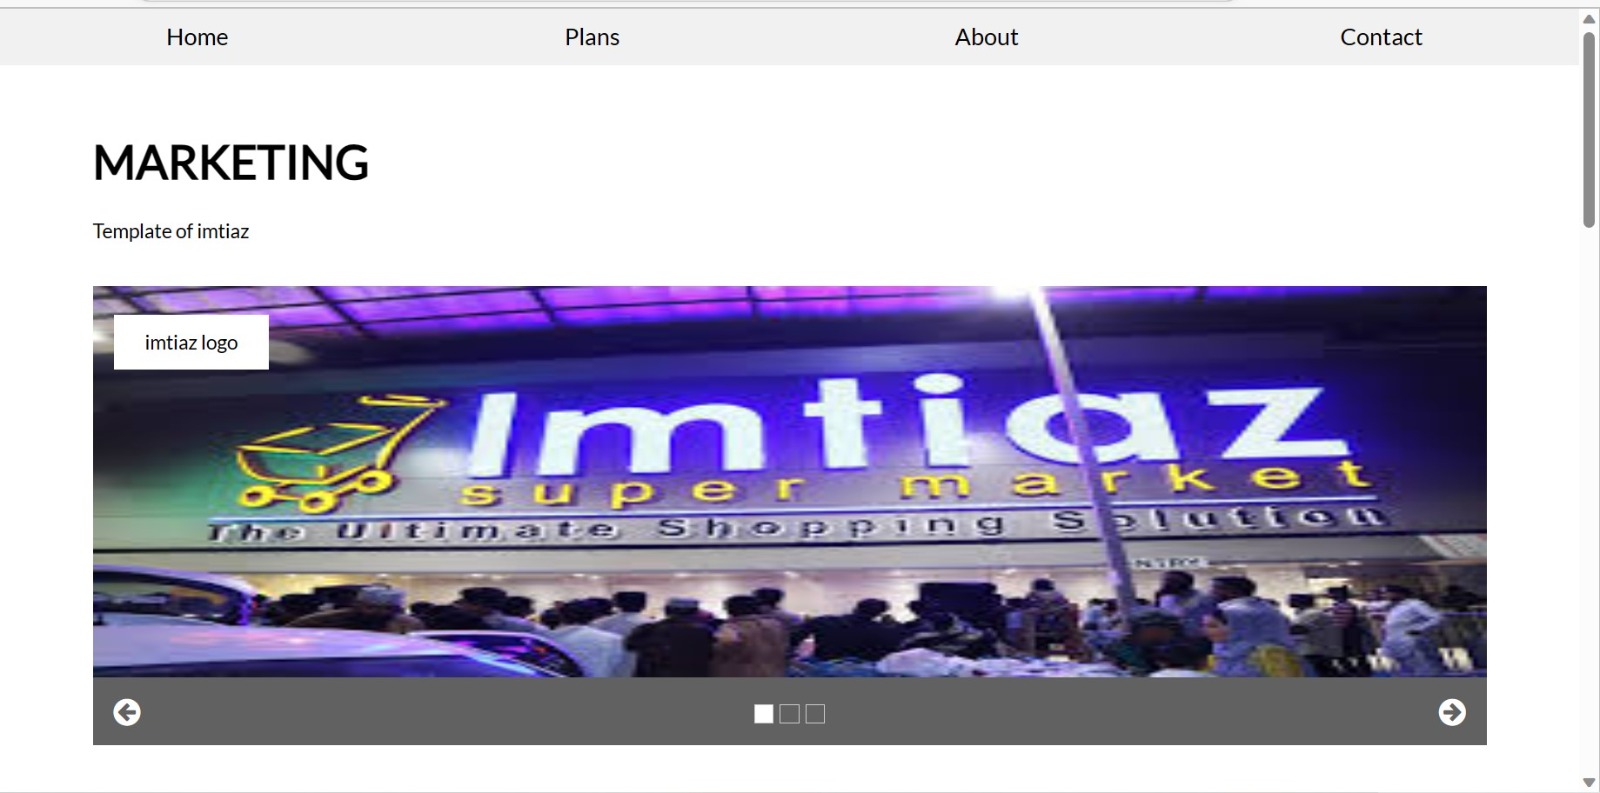 Home Plans About Contact
MARKETING
Template of imtiaz
imtiaz logo
Imtiaz
super market
The Ultimate Shopping Solution